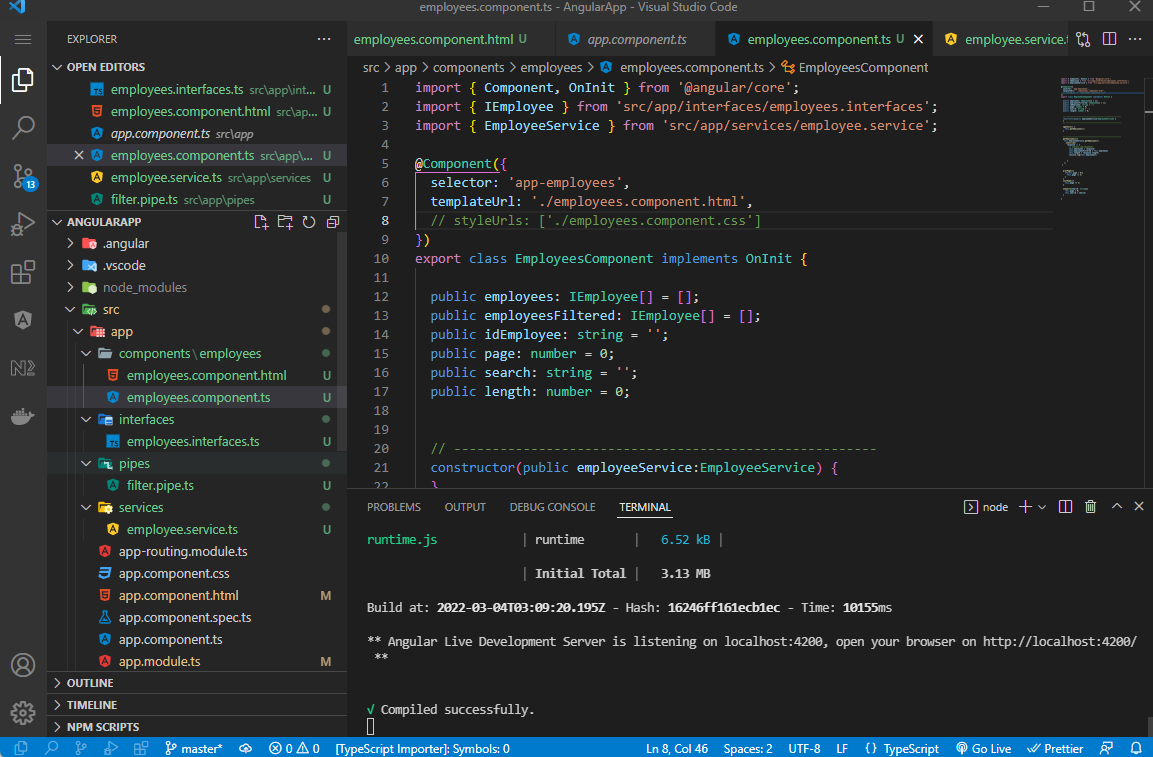 employees.component.ts - AngularApp - Visual Studio Code
EXPLORER
OPEN EDITORS
employees.interfaces.ts src\app\int... U
employees.component.html src\ap... U
app.component.ts src\app
employees.component.ts src\app\... U
employee.service.ts src\app\services U
filter.pipe.ts src\app\pipes U
ANGULARAPP
.angular
.vscode
node_modules
src
app
components\employees
employees.component.html U
employees.component.ts U
interfaces
employees.interfaces.ts U
pipes
filter.pipe.ts U
services
employee.service.ts U
app-routing.module.ts
app.component.css
app.component.html M
app.component.spec.ts
app.component.ts
app.module.ts M
OUTLINE
TIMELINE
NPM SCRIPTS
13
employees.component.html U app.component.ts employees.component.ts U employee.service.t
src > app > components > employees > employees.component.ts > EmployeesComponent
1 import { Component, OnInit } from '@angular/core';
2 import { IEmployee } from 'src/app/interfaces/employees.interfaces';
3 import { EmployeeService } from 'src/app/services/employee.service';
4
5 @Component({
6 selector: 'app-employees',
7 templateUrl: './employees.component.html',
8 // styleUrls: ['./employees.component.css']
9 })
10 export class EmployeesComponent implements OnInit {
11
12 public employees: IEmployee[] = [];
13 public employeesFiltered: IEmployee[] = [];
14 public idEmployee: string = '';
15 public page: number = 0;
16 public search: string = '';
17 public length: number = 0;
18
19
20 // -------------------------------------------------------
21 constructor(public employeeService:EmployeeService) {
22 }
PROBLEMS OUTPUT DEBUG CONSOLE TERMINAL node
runtime.js | runtime | 6.52 kB |
| Initial Total | 3.13 MB
Build at: 2022-03-04T03:09:20.195Z - Hash: 16246ff161ecb1ec - Time: 10155ms
** Angular Live Development Server is listening on localhost:4200, open your browser on http://localhost:4200/
**
√ Compiled successfully.
master* 0 0 [TypeScript Importer]: Symbols: 0 Ln 8, Col 46 Spaces: 2 UTF-8 LF {} TypeScript Go Live Prettier